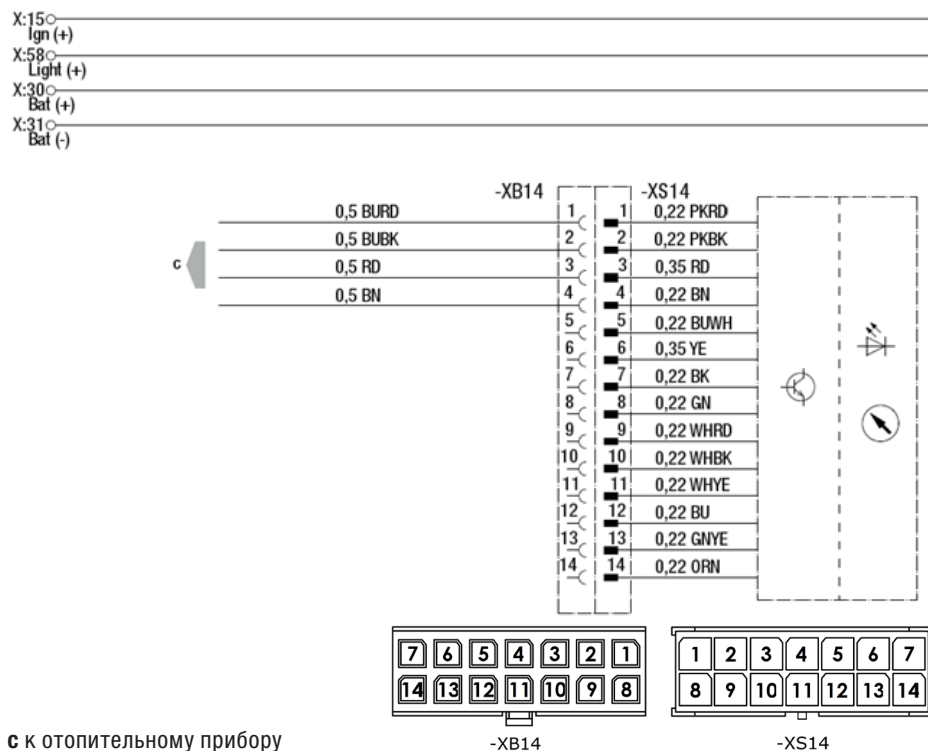 X:15
Ign (+)
X:58
Light (+)
X:30
Bat (+)
X:31
Bat (-)
-XB14 -XS14
0,5 BURD 1 1 0,22 PKRD
0,5 BUBK 2 2 0,22 PKBK
c 0,5 RD 3 3 0,35 RD
0,5 BN 4 4 0,22 BN
5 5 0,22 BUWH
6 6 0,35 YE
7 7 0,22 BK
8 8 0,22 GN
9 9 0,22 WHRD
10 10 0,22 WHBK
11 11 0,22 WHYE
12 12 0,22 BU
13 13 0,22 GNYE
14 14 0,22 ORN
7 6 5 4 3 2 1 1 2 3 4 5 6 7
14 13 12 11 10 9 8 8 9 10 11 12 13 14
c к отопительному прибору -XB14 -XS14